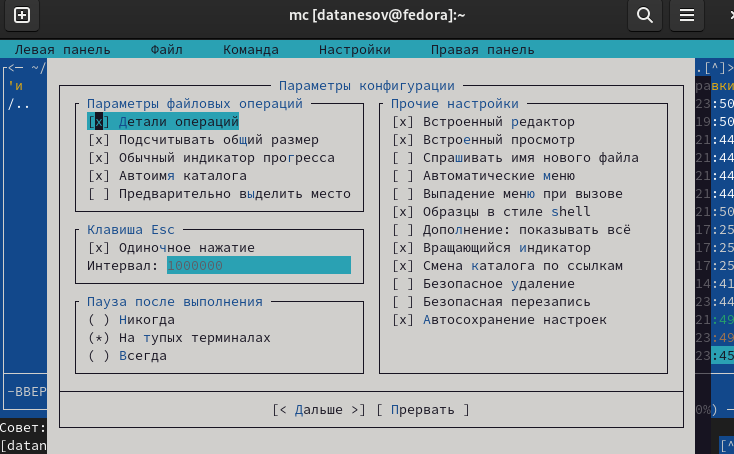 mc [datanesov@fedora]:~
Левая панель Файл Команда Настройки Правая панель
<─ ~/ .[^]>
'и равки
/..
Параметры конфигурации
Параметры файловых операций
[x] Детали операций
[x] Подсчитывать общий размер
[x] Обычный индикатор прогресса
[x] Автоимя каталога
[ ] Предварительно выделить место
Клавиша Esc
[x] Одиночное нажатие
Интервал: 1000000
Пауза после выполнения
( ) Никогда
(*) На тупых терминалах
( ) Всегда
Прочие настройки
[x] Встроенный редактор
[x] Встроенный просмотр
[ ] Спрашивать имя нового файла
[ ] Автоматические меню
[ ] Выпадение меню при вызове
[x] Образцы в стиле shell
[ ] Дополнение: показывать всё
[x] Вращающийся индикатор
[x] Смена каталога по ссылкам
[ ] Безопасное удаление
[ ] Безопасная перезапись
[x] Автосохранение настроек
[< Дальше >] [ Прервать ]
23:50
19:50
21:44
21:44
21:44
21:44
21:50
17:25
17:25
17:25
14:41
23:44
21:49
23:49
23:45
-ВВЕР
0%)
Совет:
[datan [^